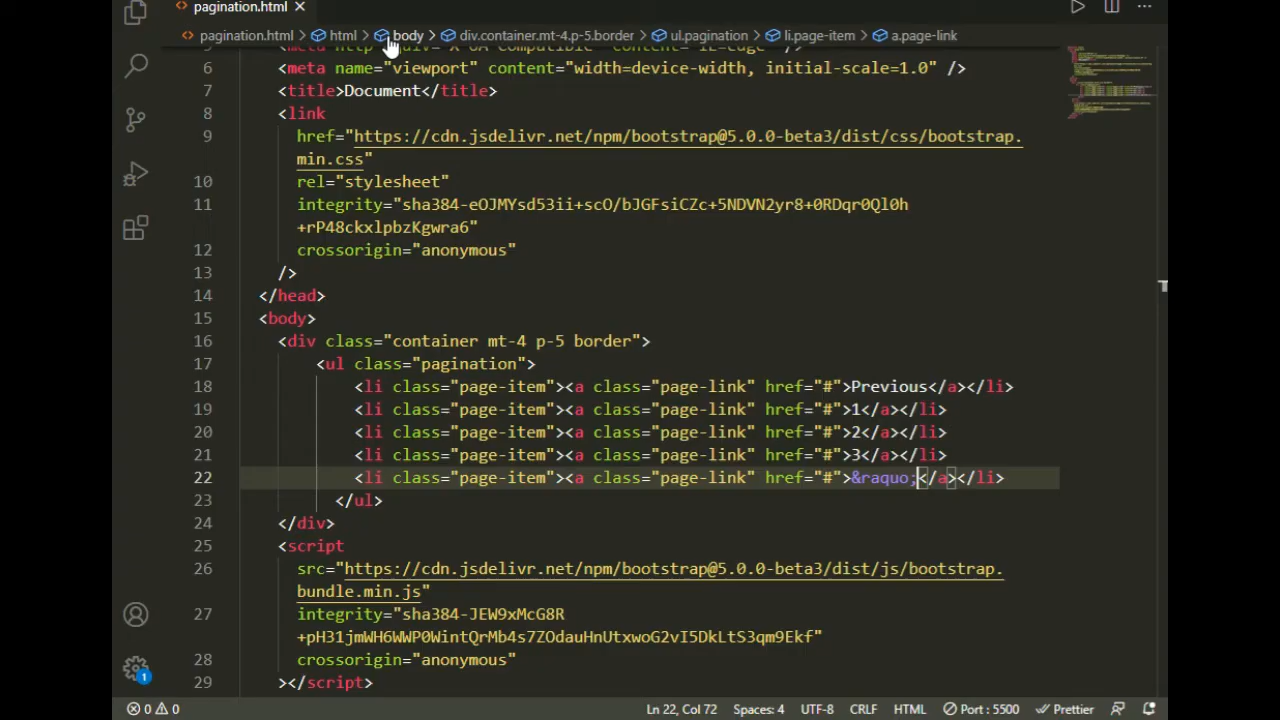 pagination.html
pagination.html > html > body > div.container.mt-4.p-5.border > ul.pagination > li.page-item > a.page-link
6 <meta name="viewport" content="width=device-width, initial-scale=1.0" />
7 <title>Document</title>
8 <link
9 href="https://cdn.jsdelivr.net/npm/bootstrap@5.0.0-beta3/dist/css/bootstrap.
min.css"
10 rel="stylesheet"
11 integrity="sha384-eOJMYsd53ii+scO/bJGFsiCZc+5NDVN2yr8+0RDqr0Ql0h
+rP48ckxlpbzKgwra6"
12 crossorigin="anonymous"
13 />
14 </head>
15 <body>
16 <div class="container mt-4 p-5 border">
17 <ul class="pagination">
18 <li class="page-item"><a class="page-link" href="#">Previous</a></li>
19 <li class="page-item"><a class="page-link" href="#">1</a></li>
20 <li class="page-item"><a class="page-link" href="#">2</a></li>
21 <li class="page-item"><a class="page-link" href="#">3</a></li>
22 <li class="page-item"><a class="page-link" href="#">&raquo;</a></li>
23 </ul>
24 </div>
25 <script
26 src="https://cdn.jsdelivr.net/npm/bootstrap@5.0.0-beta3/dist/js/bootstrap.
bundle.min.js"
27 integrity="sha384-JEW9xMcG8R
+pH31jmWH6WWP0WintQrMb4s7ZOdauHnUtxwoG2vI5DkLtS3qm9Ekf"
28 crossorigin="anonymous"
29 ></script>
1
0 0 Ln 22, Col 72 Spaces: 4 UTF-8 CRLF HTML Port : 5500 Prettier